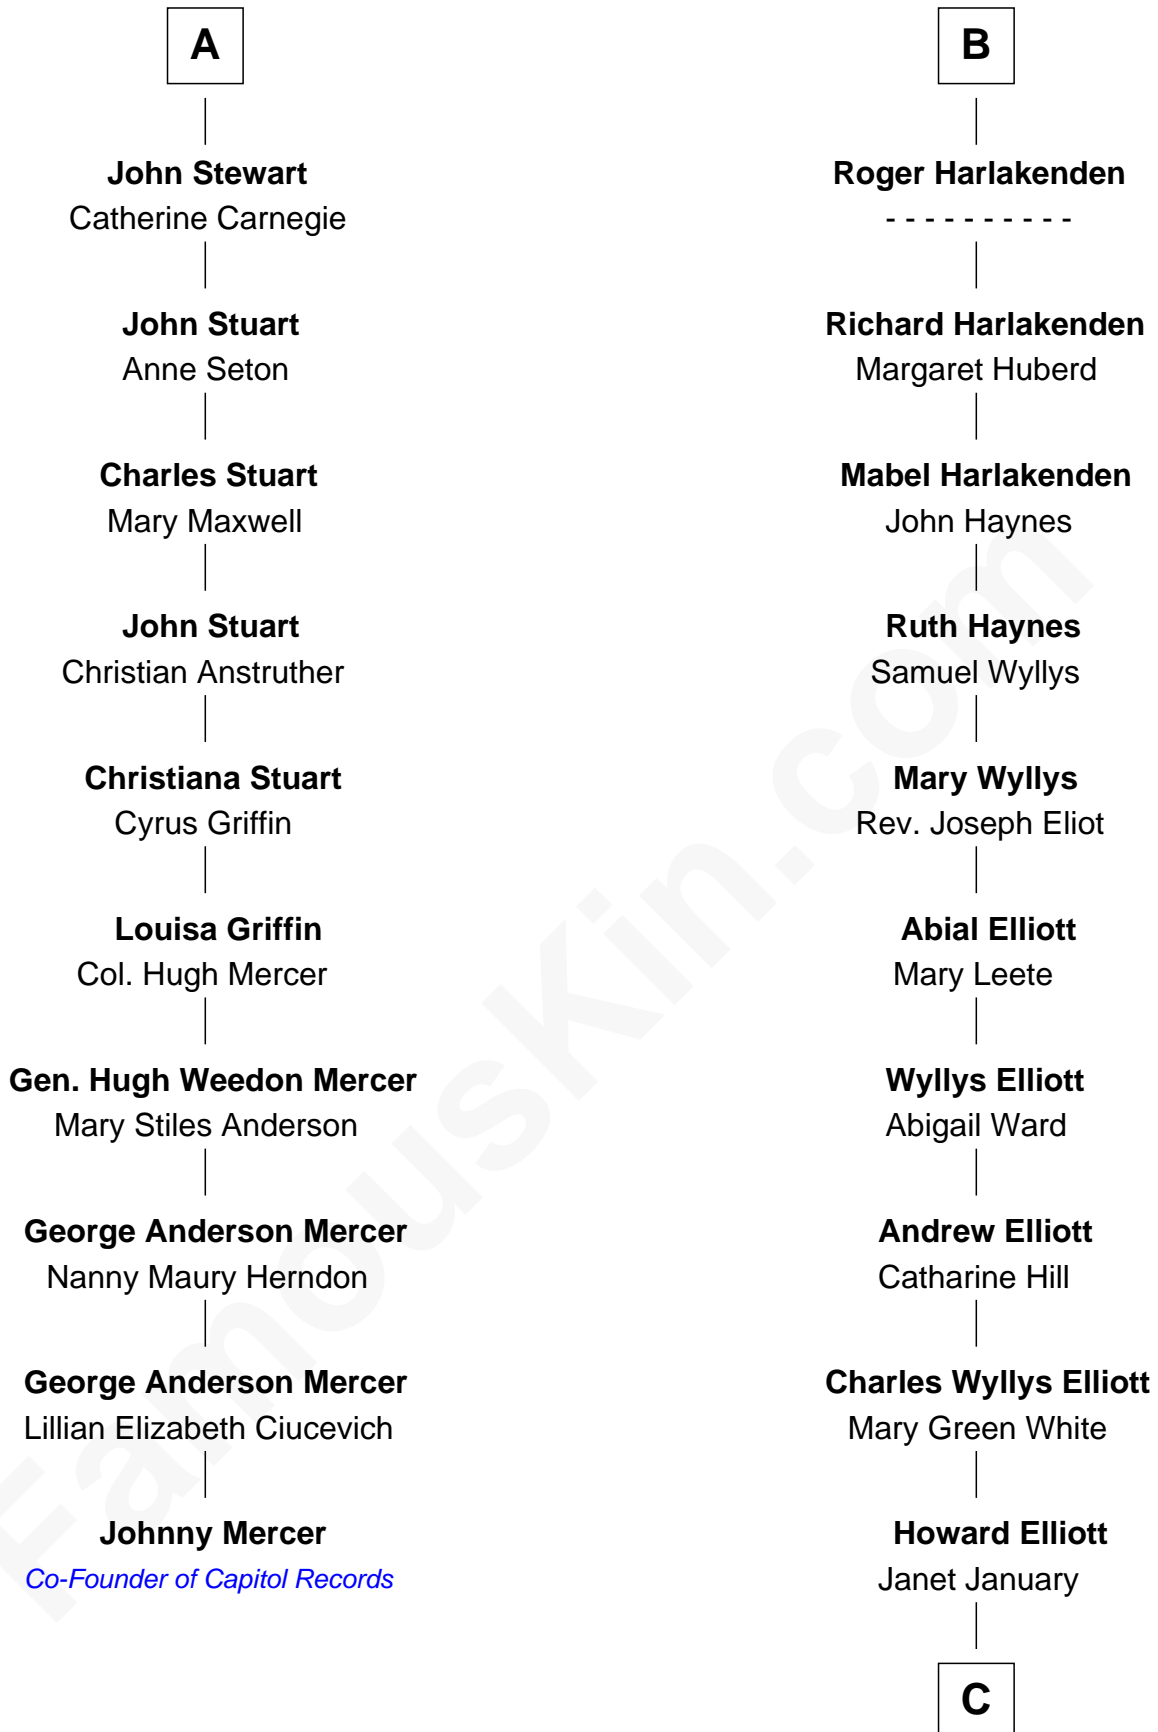 A
John Stewart
Catherine Carnegie
John Stuart
Anne Seton
Charles Stuart
Mary Maxwell
John Stuart
Christian Anstruther
Christiana Stuart
Cyrus Griffin
Louisa Griffin
Col. Hugh Mercer
Gen. Hugh Weedon Mercer
Mary Stiles Anderson
George Anderson Mercer
Nanny Maury Herndon
George Anderson Mercer
Lillian Elizabeth Ciucevich
Johnny Mercer
Co-Founder of Capitol Records
B
Roger Harlakenden
- - - - - - - - - -
Richard Harlakenden
Margaret Huberd
Mabel Harlakenden
John Haynes
Ruth Haynes
Samuel Wyllys
Mary Wyllys
Rev. Joseph Eliot
Abial Elliott
Mary Leete
Wyllys Elliott
Abigail Ward
Andrew Elliott
Catharine Hill
Charles Wyllys Elliott
Mary Green White
Howard Elliott
Janet January
C
FamousKin.com